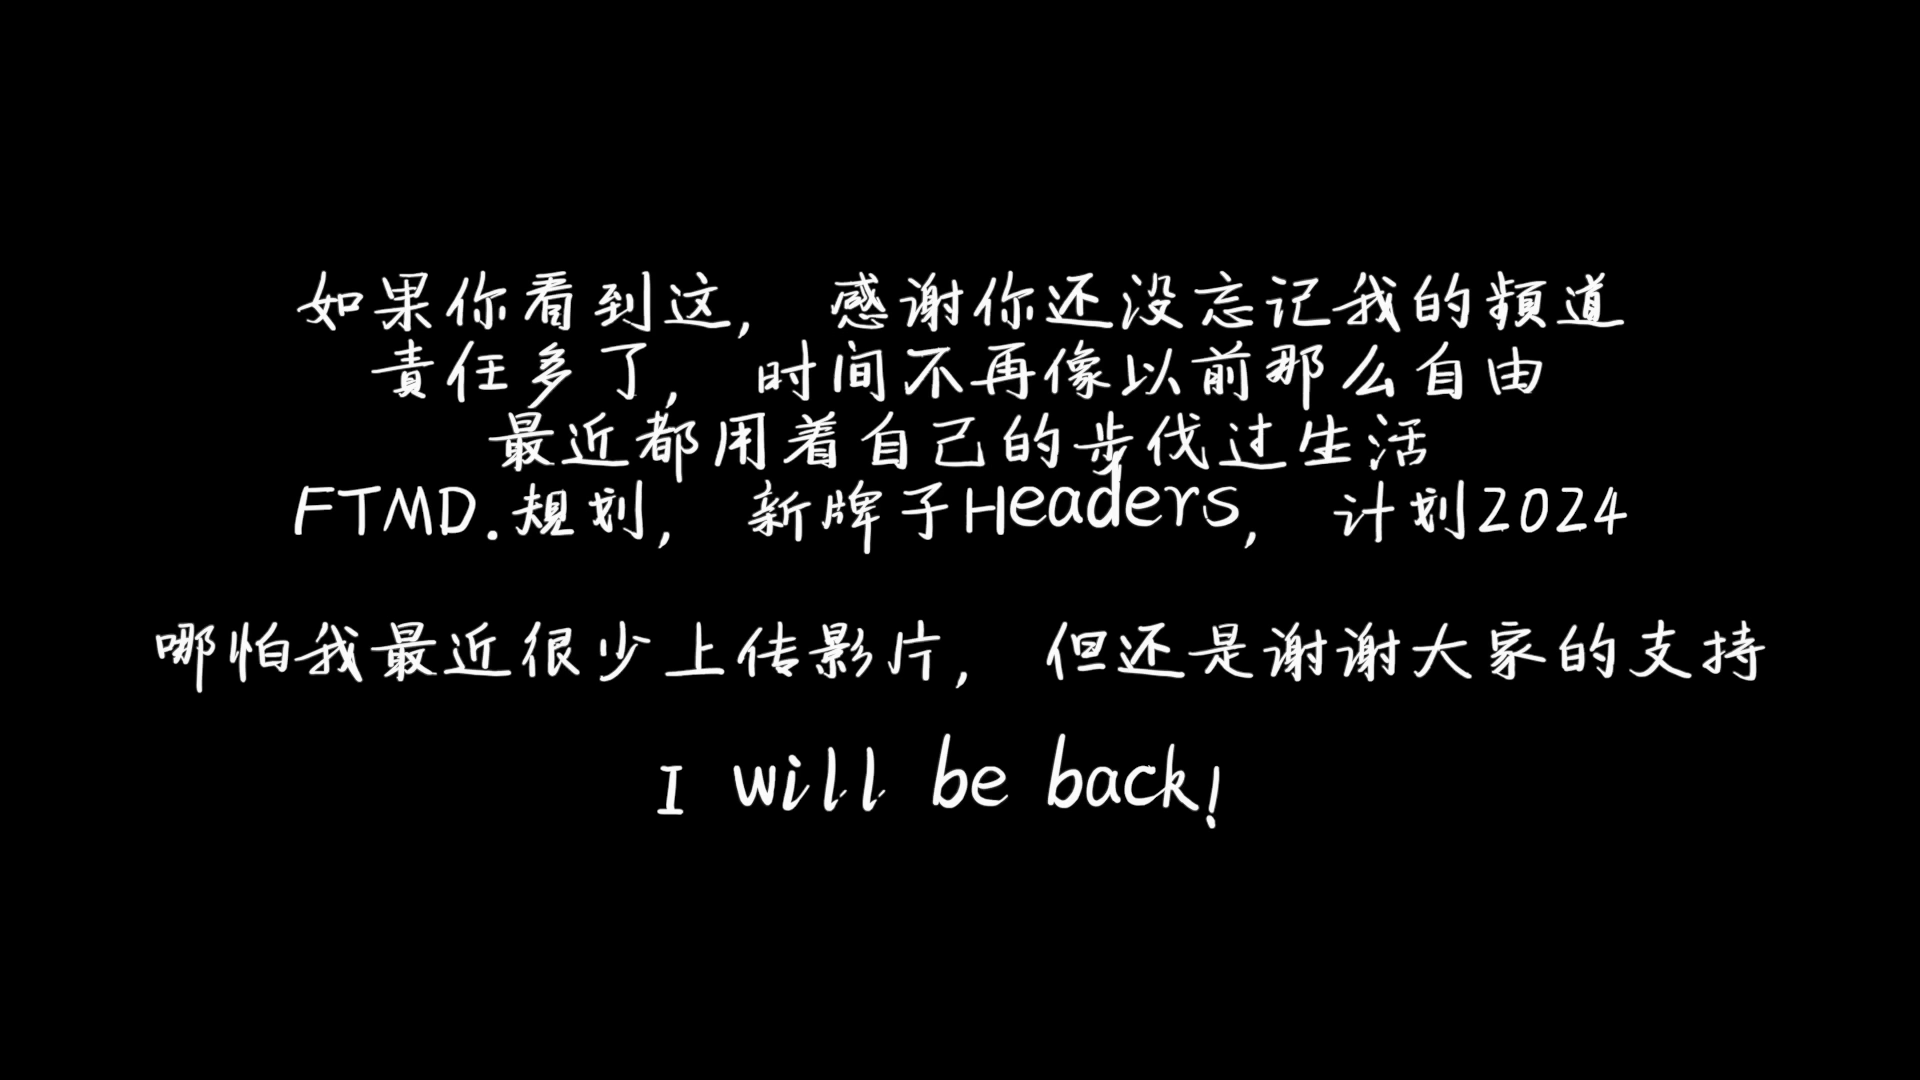 如果你看到这, 感谢你还没忘记我的頻道
責任多了, 时间不再像以前那么自由
最近都用着自己的步伐过生活
FTMD.規划, 新牌子Headers, 计划2024
哪怕我最近很少上传影片, 但还是谢谢大家的支持
I will be back!